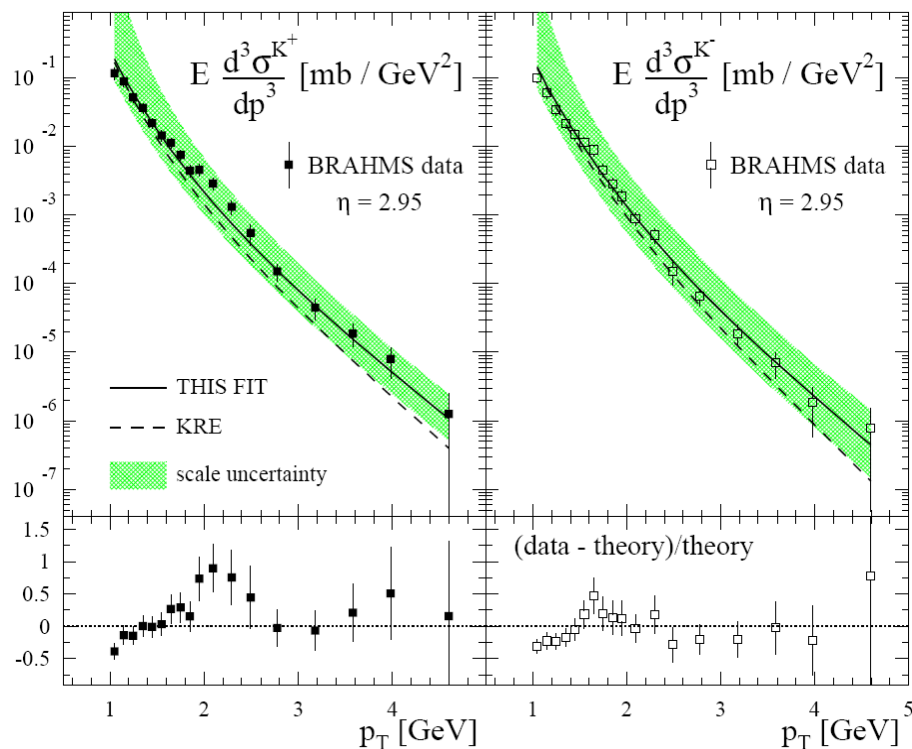 E d³σᴷ⁺/dp³ [mb / GeV²]
BRAHMS data
η = 2.95
10⁻¹
10⁻²
10⁻³
10⁻⁴
10⁻⁵
10⁻⁶
10⁻⁷
THIS FIT
KRE
scale uncertainty
E d³σᴷ⁻/dp³ [mb / GeV²]
BRAHMS data
η = 2.95
1.5
1
0.5
0
-0.5
(data - theory)/theory
1 2 3 4
p_T [GeV]
1 2 3 4 5
p_T [GeV]